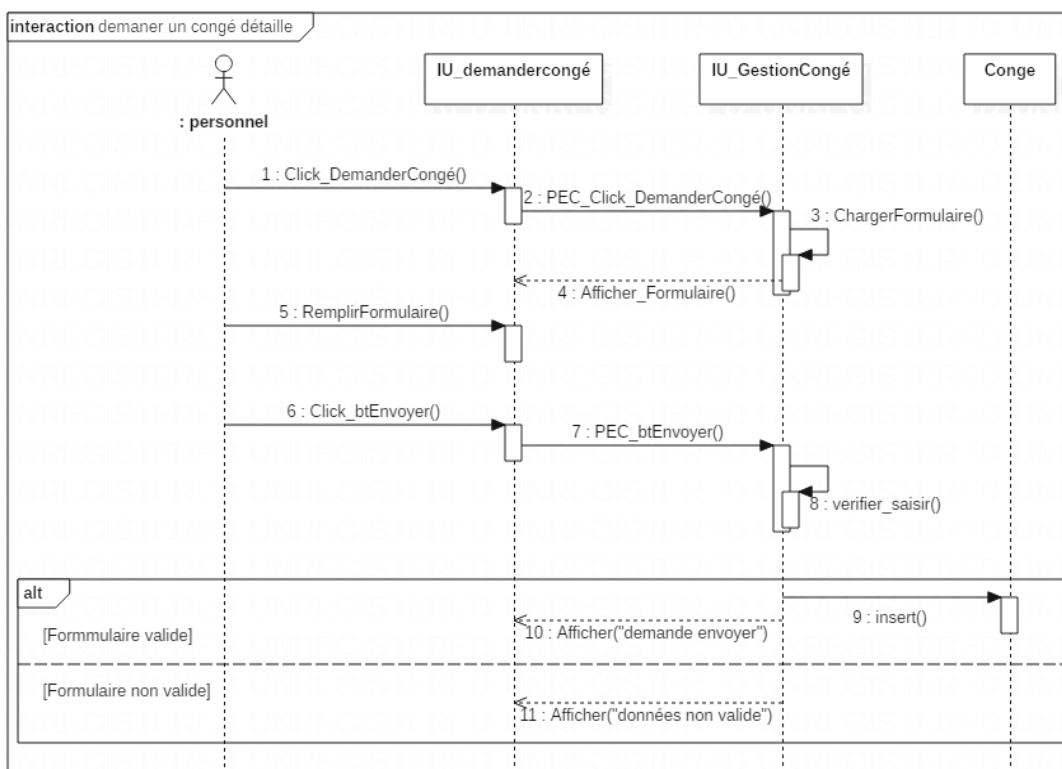 interaction demaner un congé détaille
: personnel
IU_demandercongé
IU_GestionCongé
Conge
1 : Click_DemanderCongé()
2 : PEC_Click_DemanderCongé()
3 : ChargerFormulaire()
4 : Afficher_Formulaire()
5 : RemplirFormulaire()
6 : Click_btEnvoyer()
7 : PEC_btEnvoyer()
8 : verifier_saisir()
alt
9 : insert()
[Formmulaire valide]
10 : Afficher("demande envoyer")
[Formulaire non valide]
11 : Afficher("données non valide")